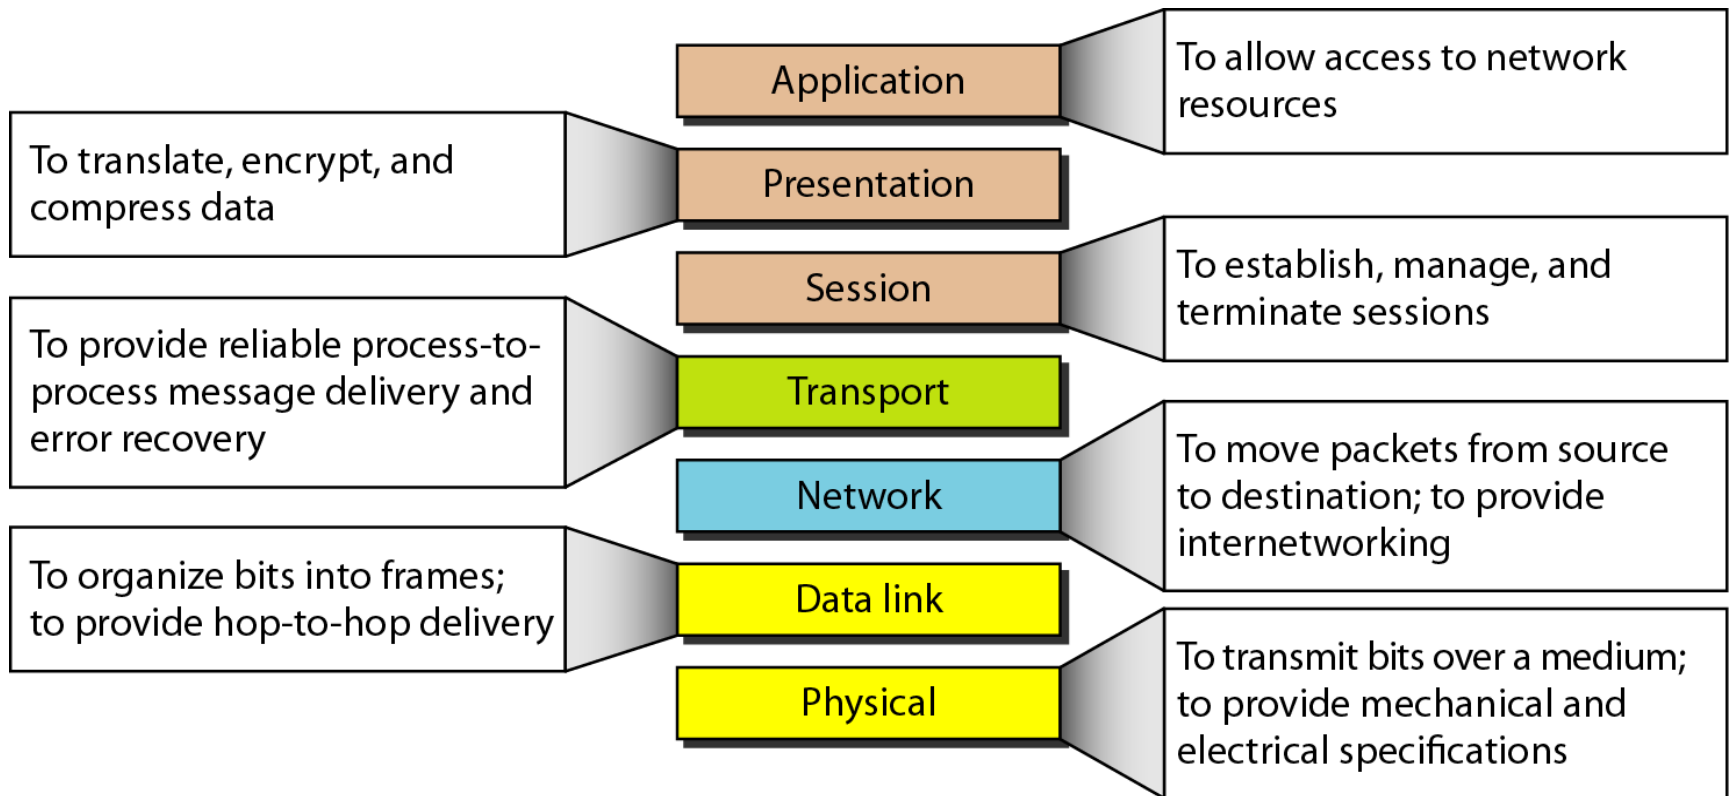 Application
To allow access to network
resources
To translate, encrypt, and
compress data
Presentation
Session
To establish, manage, and
terminate sessions
To provide reliable process-to-
process message delivery and
error recovery
Transport
Network
To move packets from source
to destination; to provide
internetworking
To organize bits into frames;
to provide hop-to-hop delivery
Data link
Physical
To transmit bits over a medium;
to provide mechanical and
electrical specifications